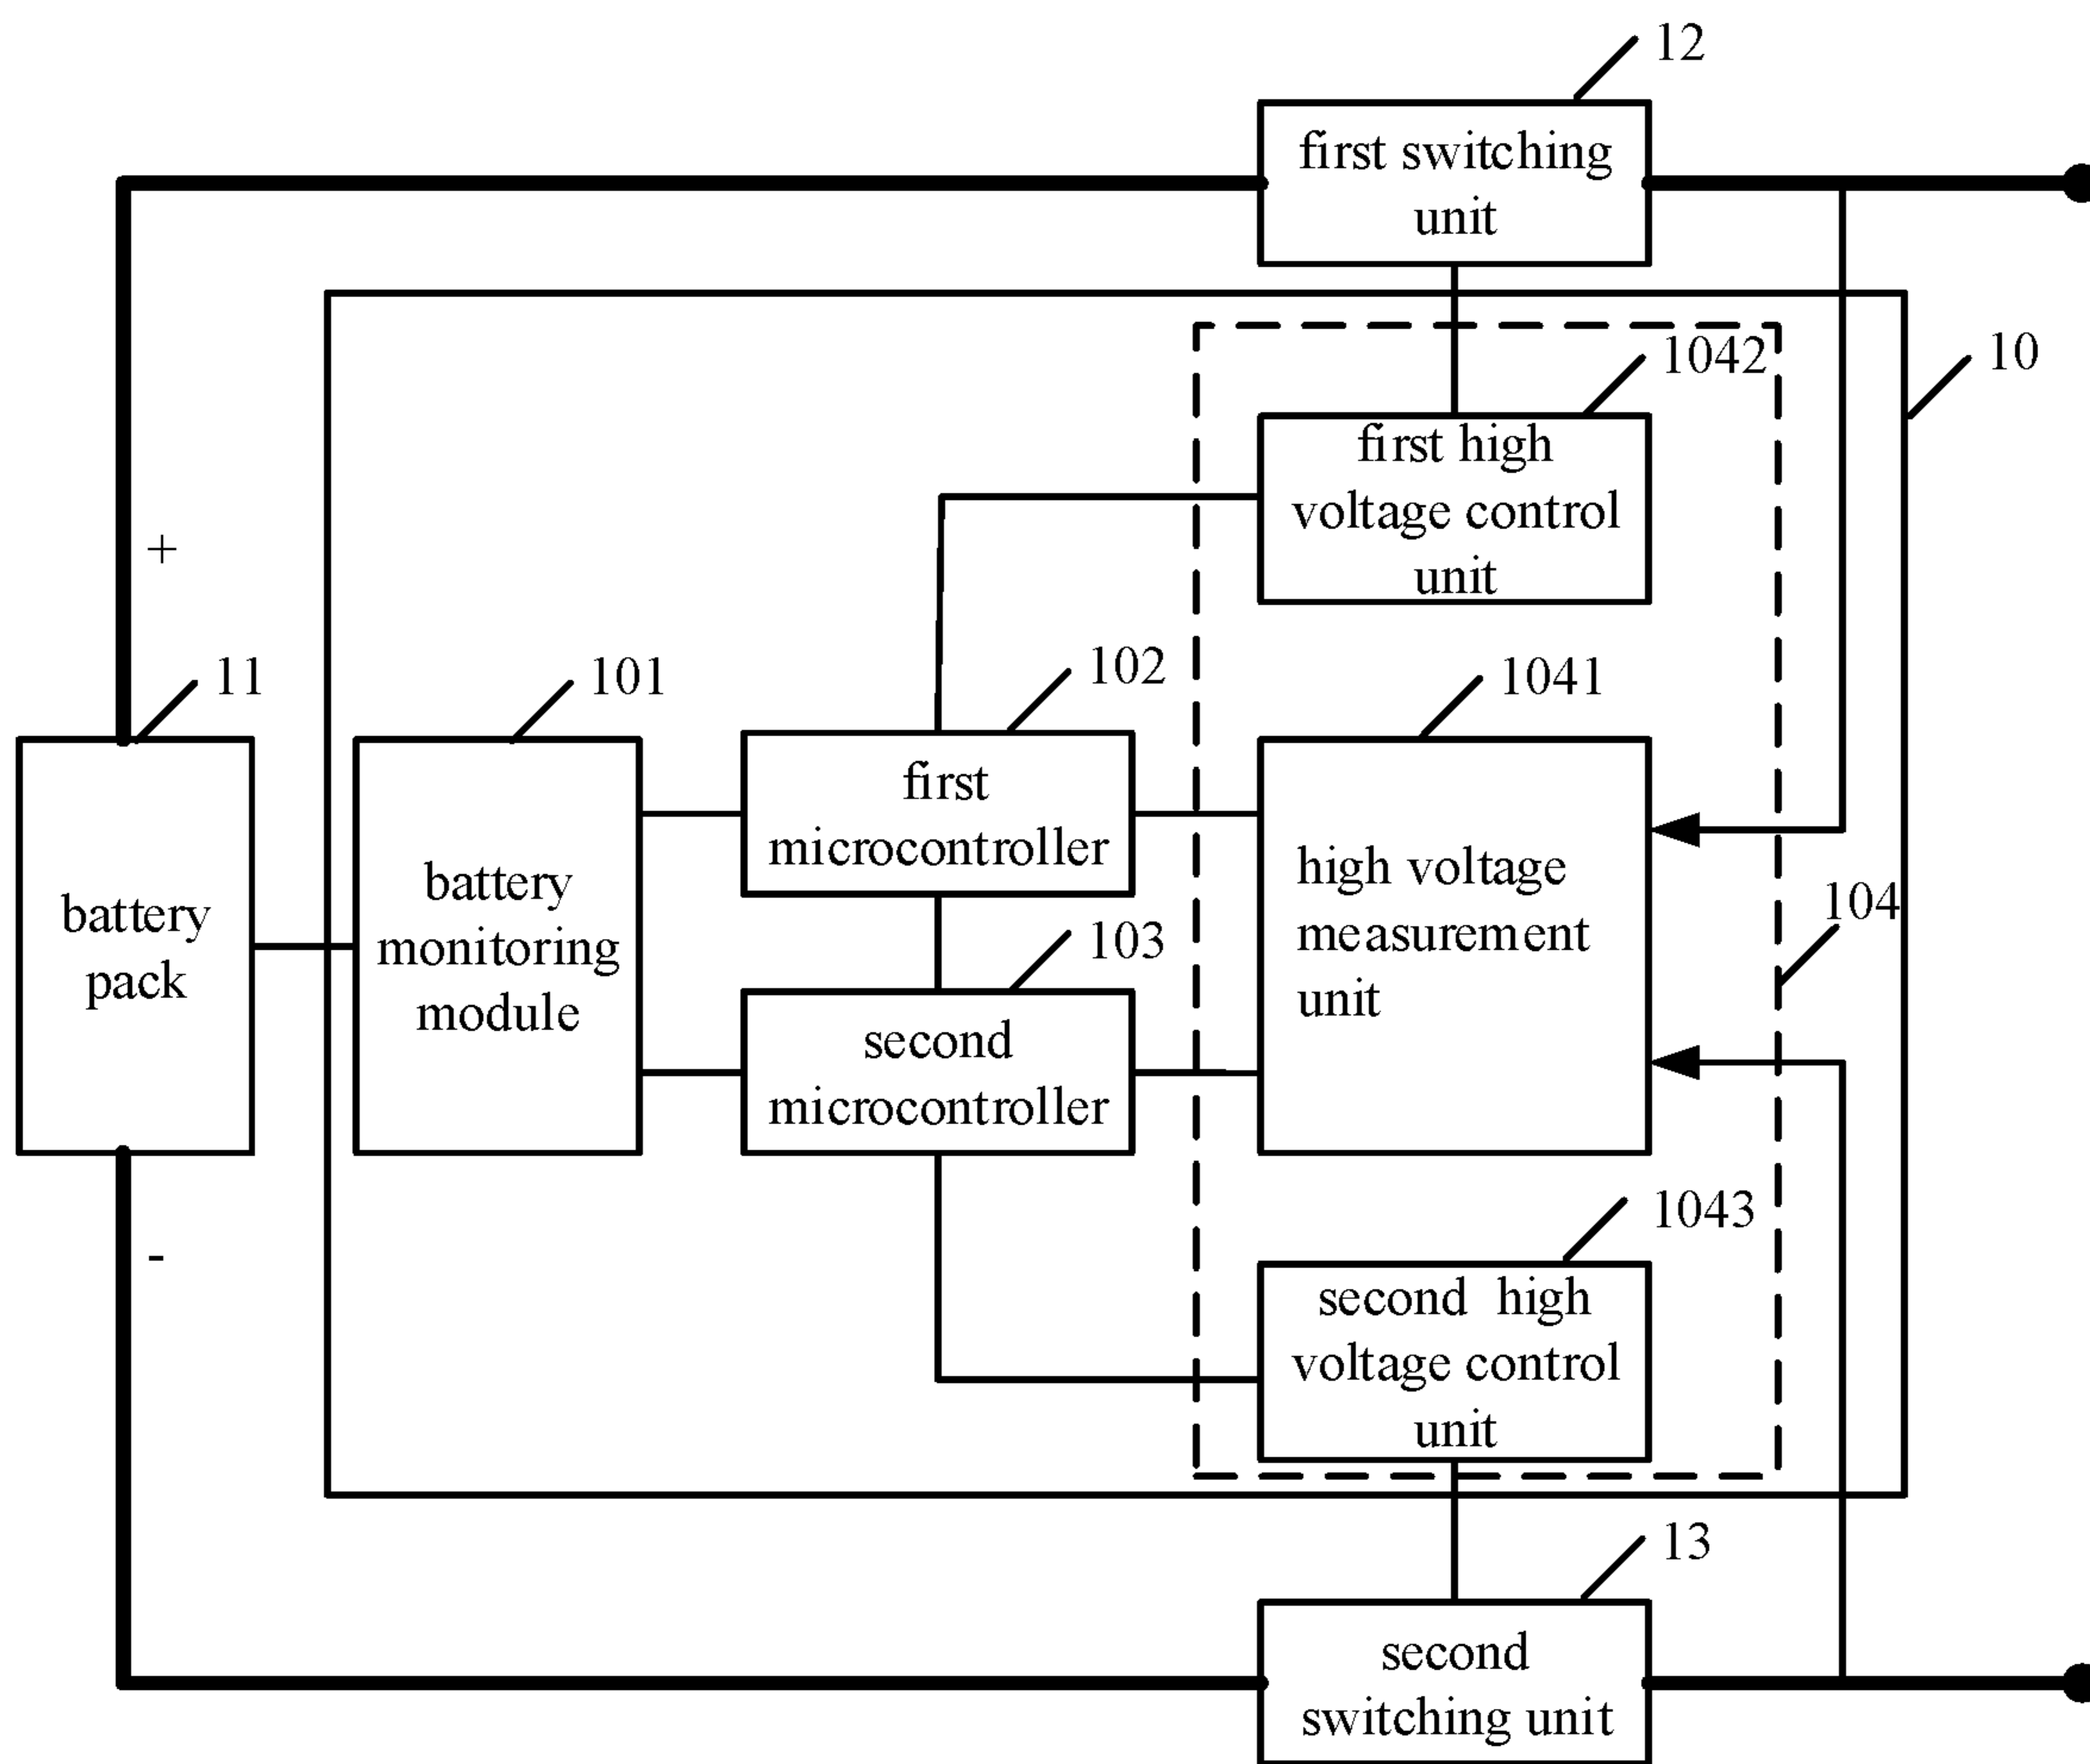 12
first switching
unit
1042
10
first high
voltage control
unit
+
11
101
102
1041
first
microcontroller
battery
pack
battery
monitoring
module
high voltage
measurement
unit
104
103
second
microcontroller
-
1043
second high
voltage control
unit
13
second
switching unit